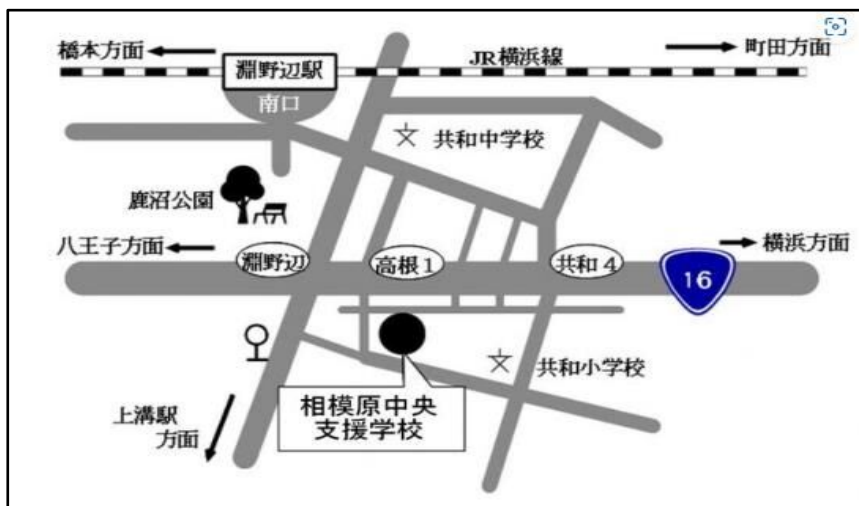 橋本方面
淵野辺駅
JR横浜線
町田方面
南口
共和中学校
鹿沼公園
八王子方面
淵野辺
高根1
共和4
16
横浜方面
共和小学校
相模原中央
支援学校
上溝駅
方面